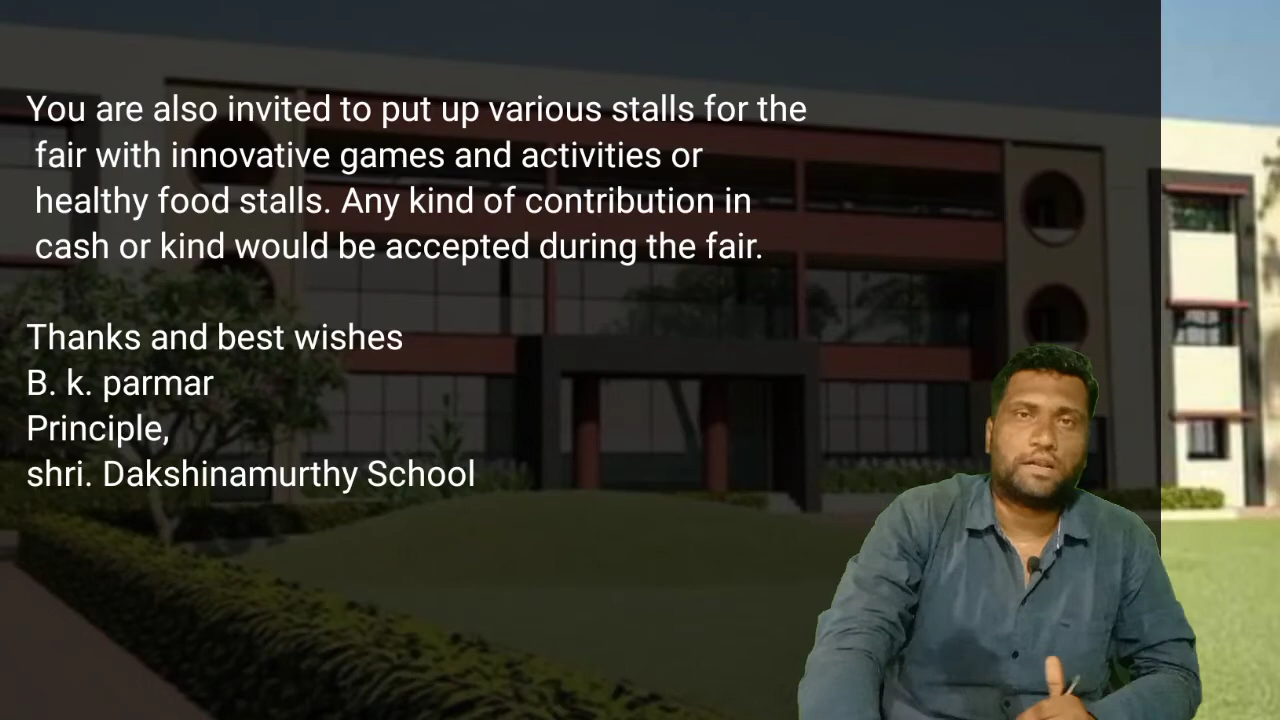 You are also invited to put up various stalls for the
fair with innovative games and activities or
healthy food stalls. Any kind of contribution in
cash or kind would be accepted during the fair.
Thanks and best wishes
B. k. parmar
Principle,
shri. Dakshinamurthy School